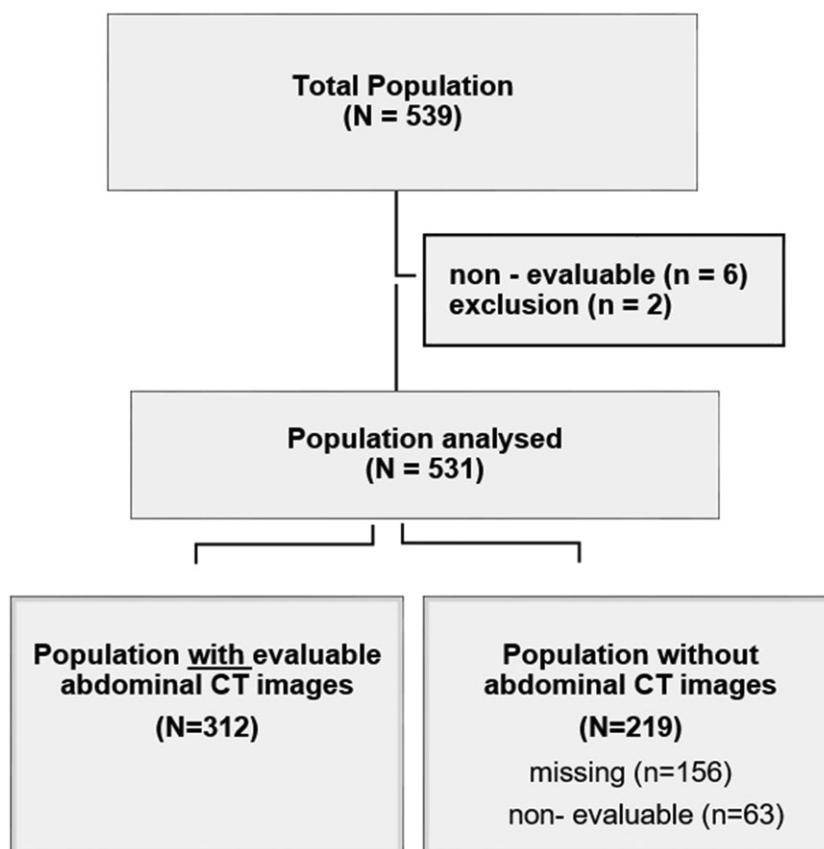 Total Population
(N = 539)
non - evaluable (n = 6)
exclusion (n = 2)
Population analysed
(N = 531)
Population with evaluable
abdominal CT images
(N=312)
Population without
abdominal CT images
(N=219)
missing (n=156)
non- evaluable (n=63)